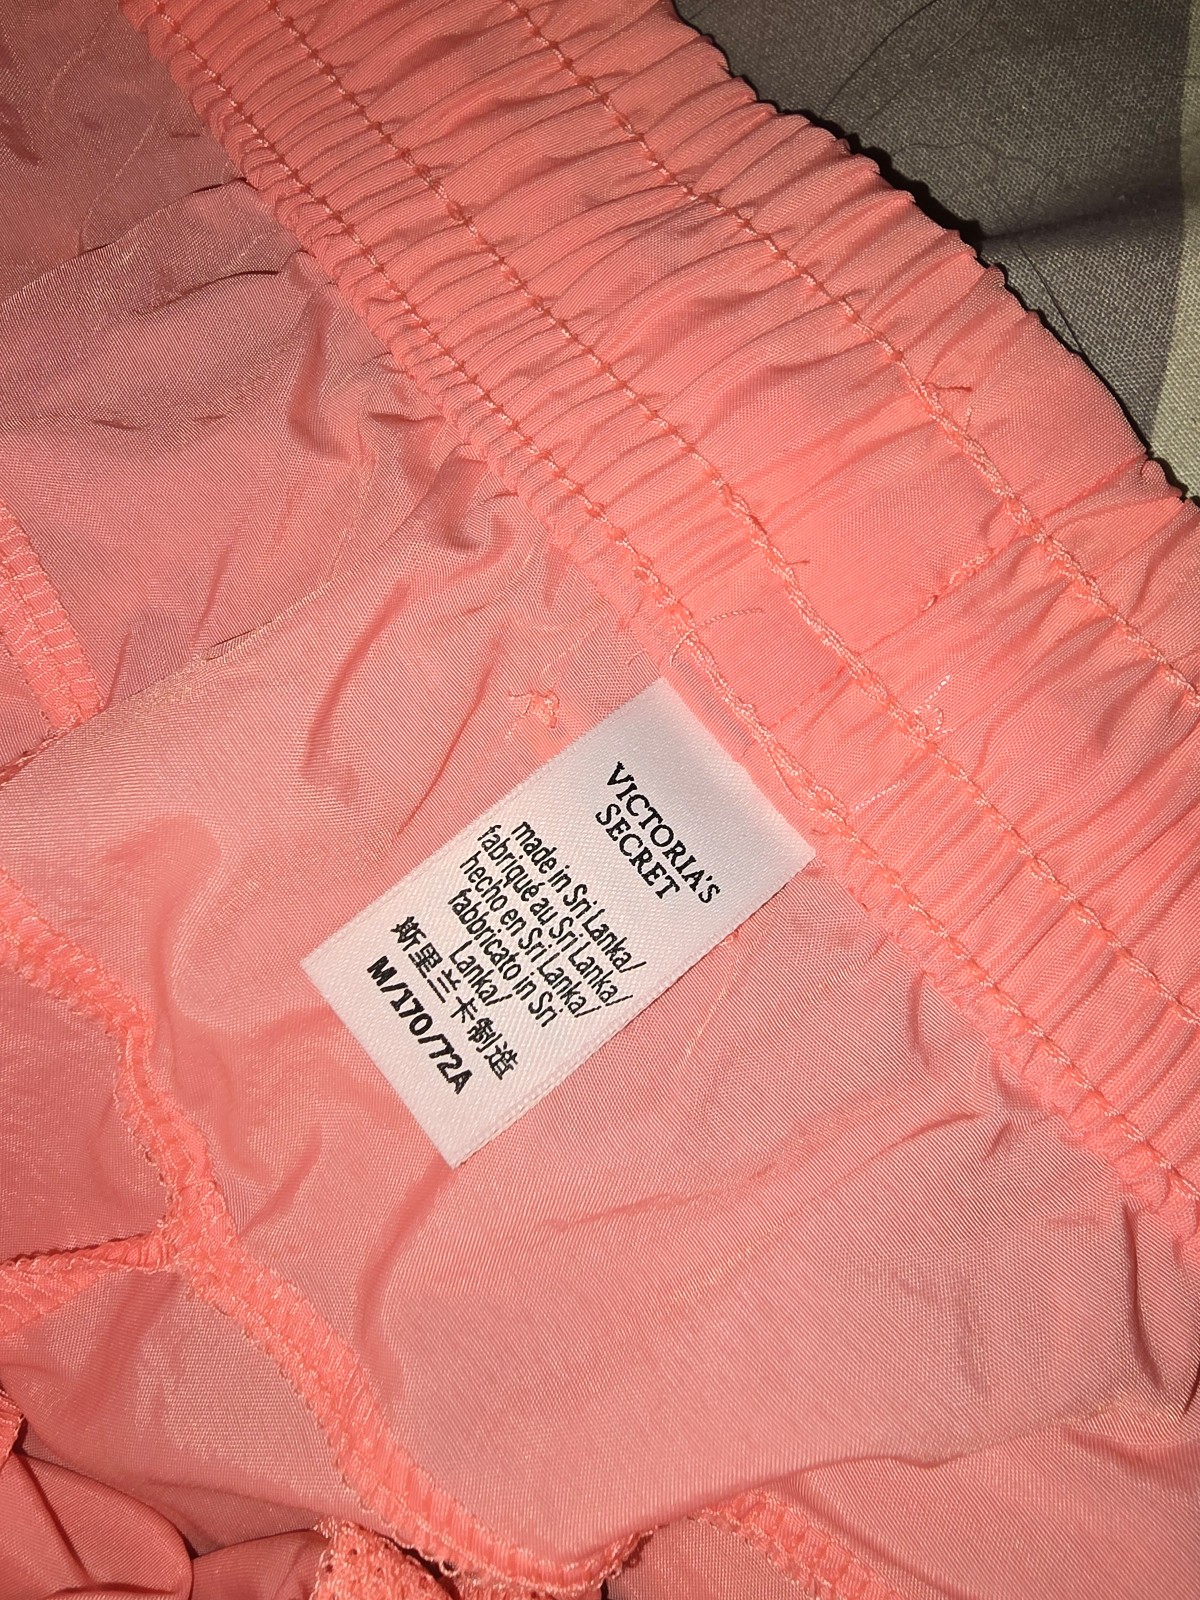 VICTORIA'S
SECRET
made in Sri Lanka/
fabriqué au Sri Lanka/
hecho en Sri Lanka/
fabbricato in Sri
Lanka/
斯里兰卡制造
M/170/72A